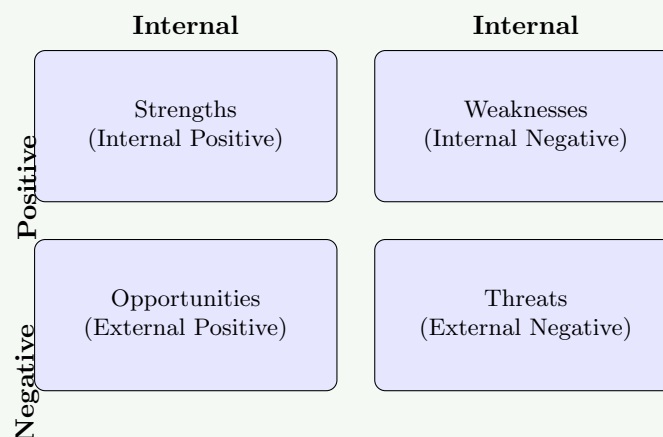 Internal
Internal
Positive
Strengths
(Internal Positive)
Weaknesses
(Internal Negative)
Negative
Opportunities
(External Positive)
Threats
(External Negative)